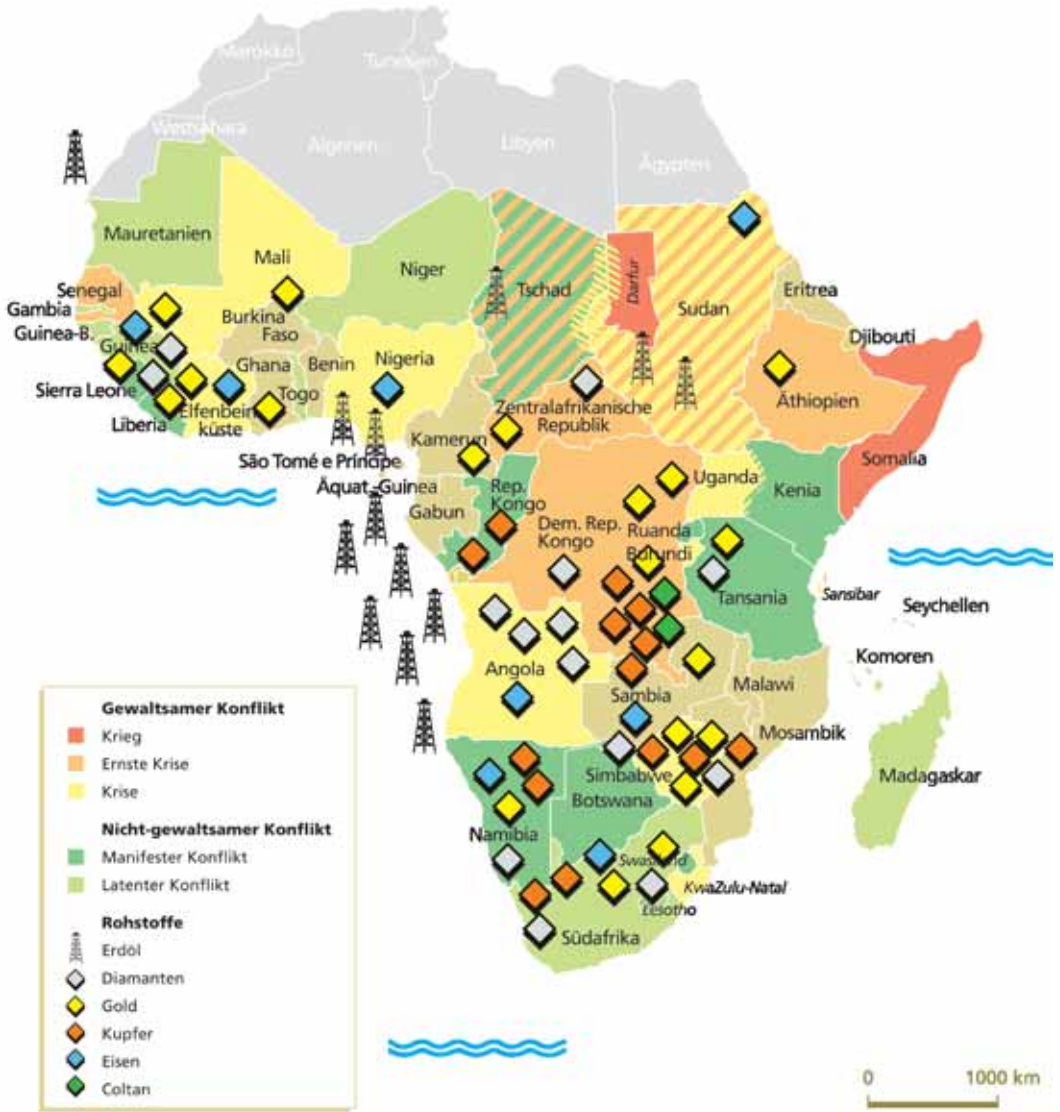 Marokko
Tunesien
Westsahara
Algerien
Libyen
Ägypten
Mauretanien
Mali
Niger
Tschad
Darfur
Sudan
Eritrea
Senegal
Gambia
Guinea-B.
Guinea
Burkina
Faso
Djibouti
Sierra Leone
Ghana
Benin
Nigeria
Togo
Liberia
Elfenbein
küste
Zentralafrikanische
Republik
Äthiopien
Kamerun
Somalia
São Tomé e Príncipe
Äquat.-Guinea
Gabun
Rep.
Kongo
Dem. Rep.
Kongo
Uganda
Kenia
Ruanda
Burundi
Tansania
Sansibar
Seychellen
Komoren
Angola
Sambia
Malawi
Mosambik
Simbabwe
Botswana
Namibia
Madagaskar
Swasiland
KwaZulu-Natal
Lesotho
Südafrika
Gewaltsamer Konflikt
Krieg
Ernste Krise
Krise
Nicht-gewaltsamer Konflikt
Manifester Konflikt
Latenter Konflikt
Rohstoffe
Erdöl
Diamanten
Gold
Kupfer
Eisen
Coltan
0 1000 km